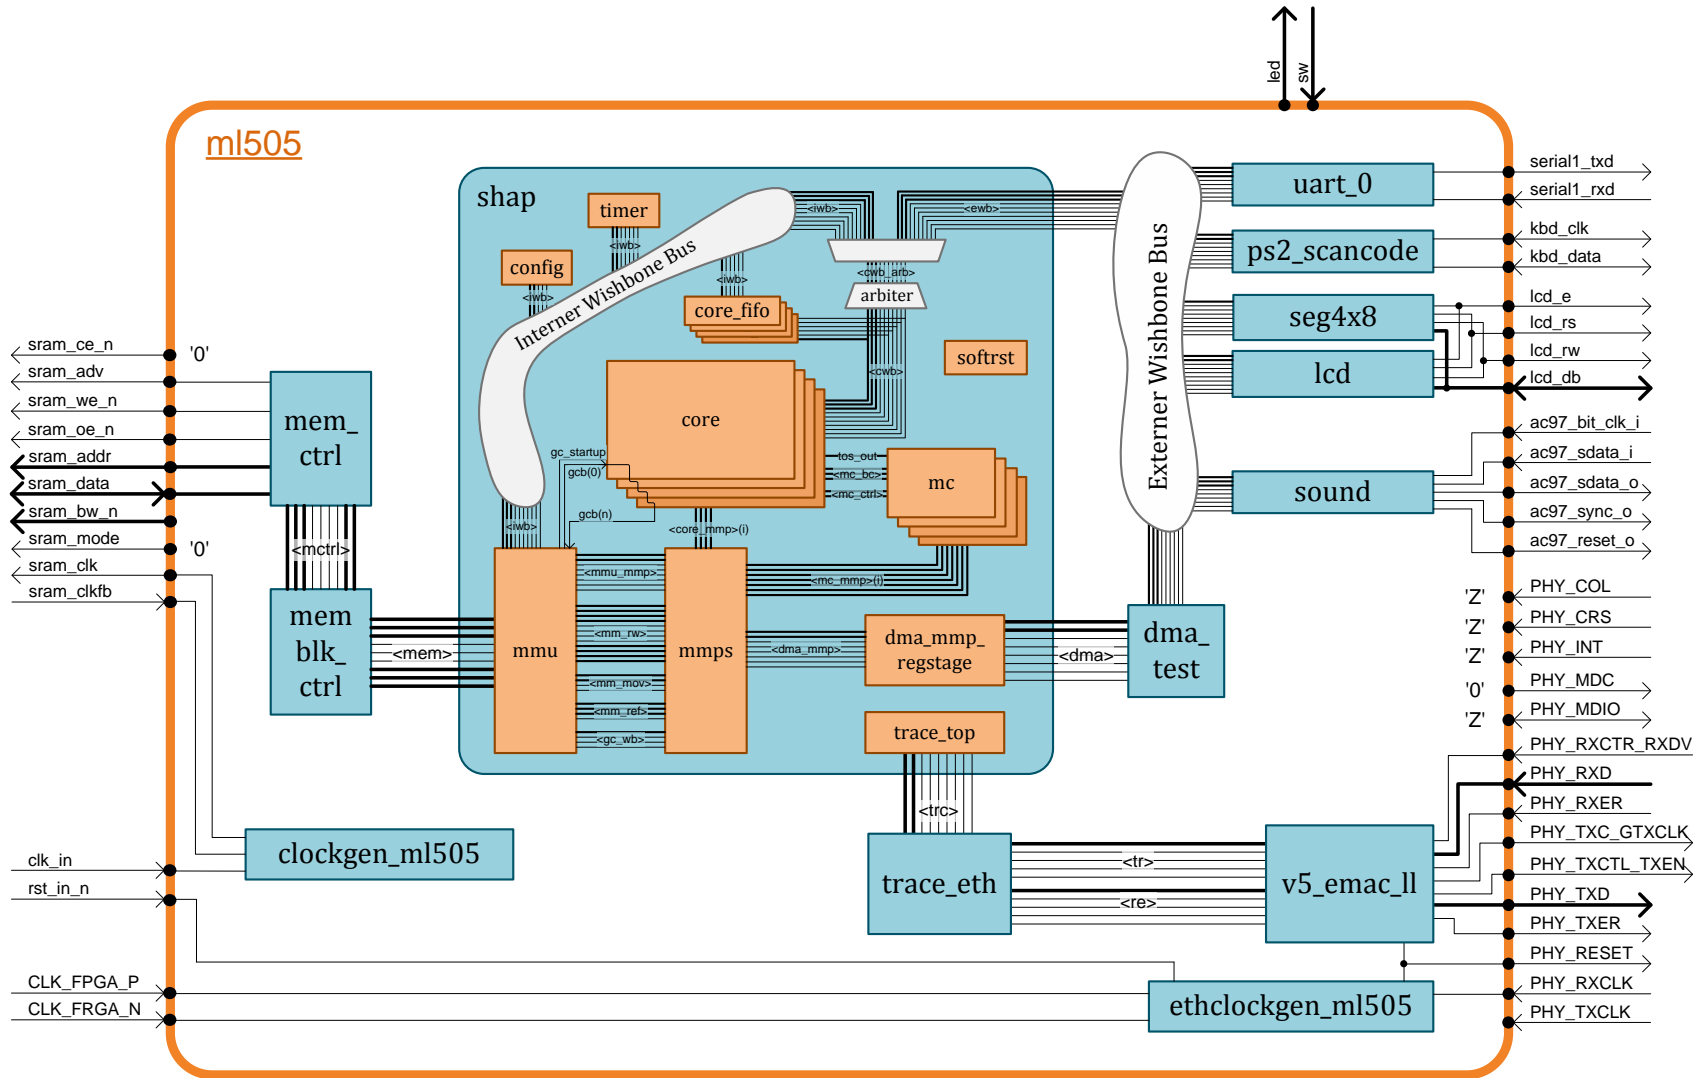 led
sw
ml505
shap
timer
<iwb>
config
<iwb>
Interner Wishbone Bus
<iwb>
core_fifo
<iwb>
<ewb>
<cwb_arb>
arbiter
softrst
<cwb>
core
gc_startup
gcb(0)
gcb(n)
tos_out
<mc_bc>
<mc_ctrl>
mc
<iwb>
<core_mmp>(i)
<mmu_mmp>
<mc_mmp>(i)
mmu
<mm_rw>
mmps
<dma_mmp>
dma_mmp_
regstage
<dma>
dma_
test
<mm_mov>
<mm_ref>
<gc_wb>
trace_top
<trc>
trace_eth
<tr>
<re>
v5_emac_ll
ethclockgen_ml505
clockgen_ml505
mem_
ctrl
<mctrl>
mem
blk_
ctrl
<mem>
Externer Wishbone Bus
uart_0
ps2_scancode
seg4x8
lcd
sound
sram_ce_n
'0'
sram_adv
sram_we_n
sram_oe_n
sram_addr
sram_data
sram_bw_n
sram_mode
'0'
sram_clk
sram_clkfb
clk_in
rst_in_n
CLK_FPGA_P
CLK_FRGA_N
serial1_txd
serial1_rxd
kbd_clk
kbd_data
lcd_e
lcd_rs
lcd_rw
lcd_db
ac97_bit_clk_i
ac97_sdata_i
ac97_sdata_o
ac97_sync_o
ac97_reset_o
'Z'
PHY_COL
'Z'
PHY_CRS
'Z'
PHY_INT
'0'
PHY_MDC
'Z'
PHY_MDIO
PHY_RXCTR_RXDV
PHY_RXD
PHY_RXER
PHY_TXC_GTXCLK
PHY_TXCTL_TXEN
PHY_TXD
PHY_TXER
PHY_RESET
PHY_RXCLK
PHY_TXCLK